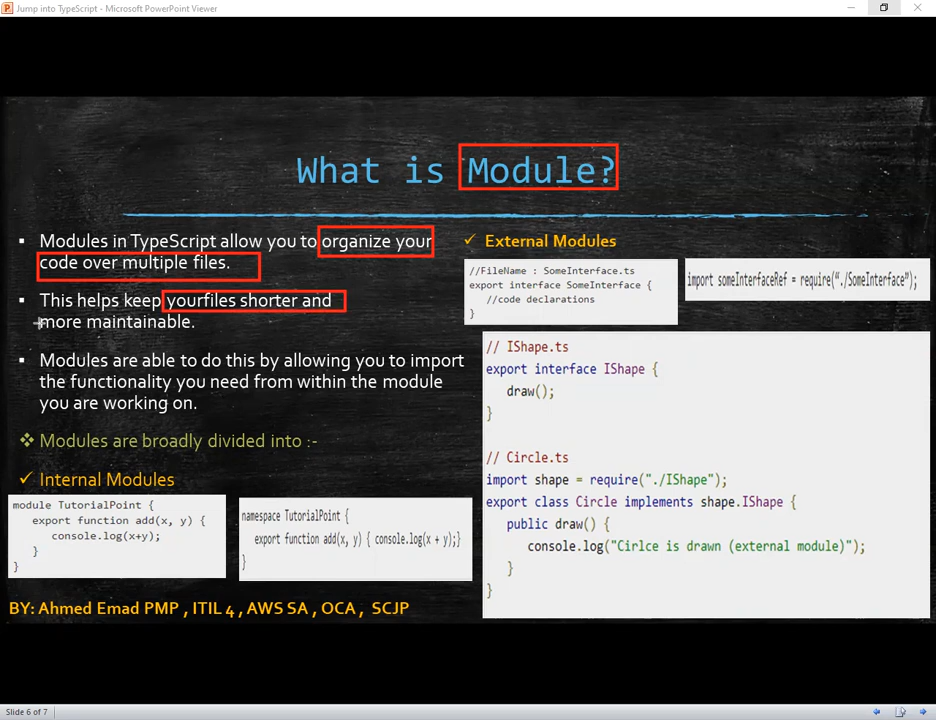 Jump into TypeScript - Microsoft PowerPoint Viewer
What is Module?
▪ Modules in TypeScript allow you to organize your
code over multiple files.
▪ This helps keep yourfiles shorter and
more maintainable.
▪ Modules are able to do this by allowing you to import
the functionality you need from within the module
you are working on.
❖ Modules are broadly divided into :-
✓ Internal Modules
module TutorialPoint {
export function add(x, y) {
console.log(x+y);
}
}
namespace TutorialPoint {
export function add(x, y) { console.log(x + y);}
}
✓ External Modules
//FileName : SomeInterface.ts
export interface SomeInterface {
//code declarations
}
import someInterfaceRef = require("./SomeInterface");
// IShape.ts
export interface IShape {
draw();
}
// Circle.ts
import shape = require("./IShape");
export class Circle implements shape.IShape {
public draw() {
console.log("Cirlce is drawn (external module)");
}
}
BY: Ahmed Emad PMP , ITIL 4 , AWS SA , OCA , SCJP
Slide 6 of 7